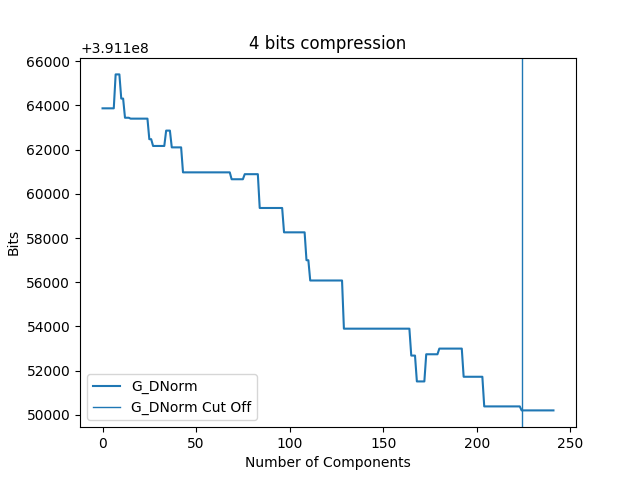 4 bits compression
+3.911e8
66000
64000
62000
60000
58000
56000
54000
52000
50000
Bits
G_DNorm
G_DNorm Cut Off
0 50 100 150 200 250
Number of Components